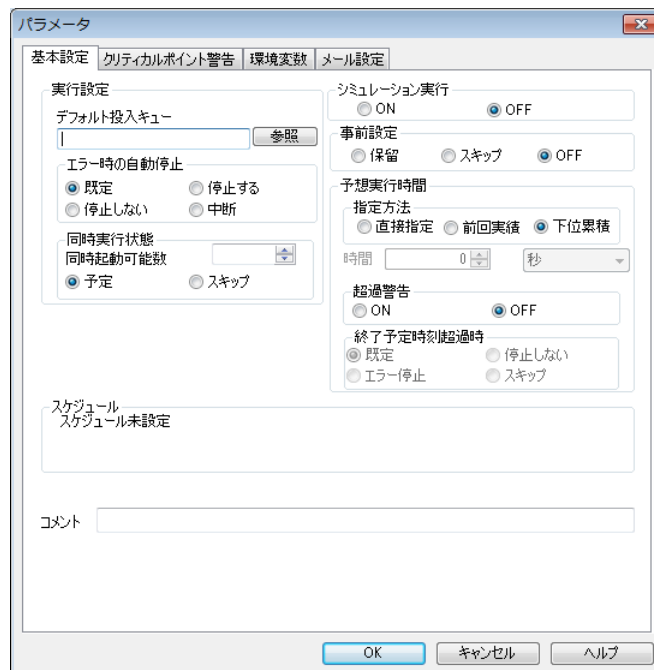 パラメータ
基本設定 クリティカルポイント警告 環境変数 メール設定
実行設定
デフォルト投入キュー
参照
エラー時の自動停止
既定 停止する
停止しない 中断
同時実行状態
同時起動可能数
予定 スキップ
シミュレーション実行
ON OFF
事前設定
保留 スキップ OFF
予想実行時間
指定方法
直接指定 前回実績 下位累積
時間 0 秒
超過警告
ON OFF
終了予定時刻超過時
既定 停止しない
エラー停止 スキップ
スケジュール
スケジュール未設定
コメント
OK キャンセル ヘルプ